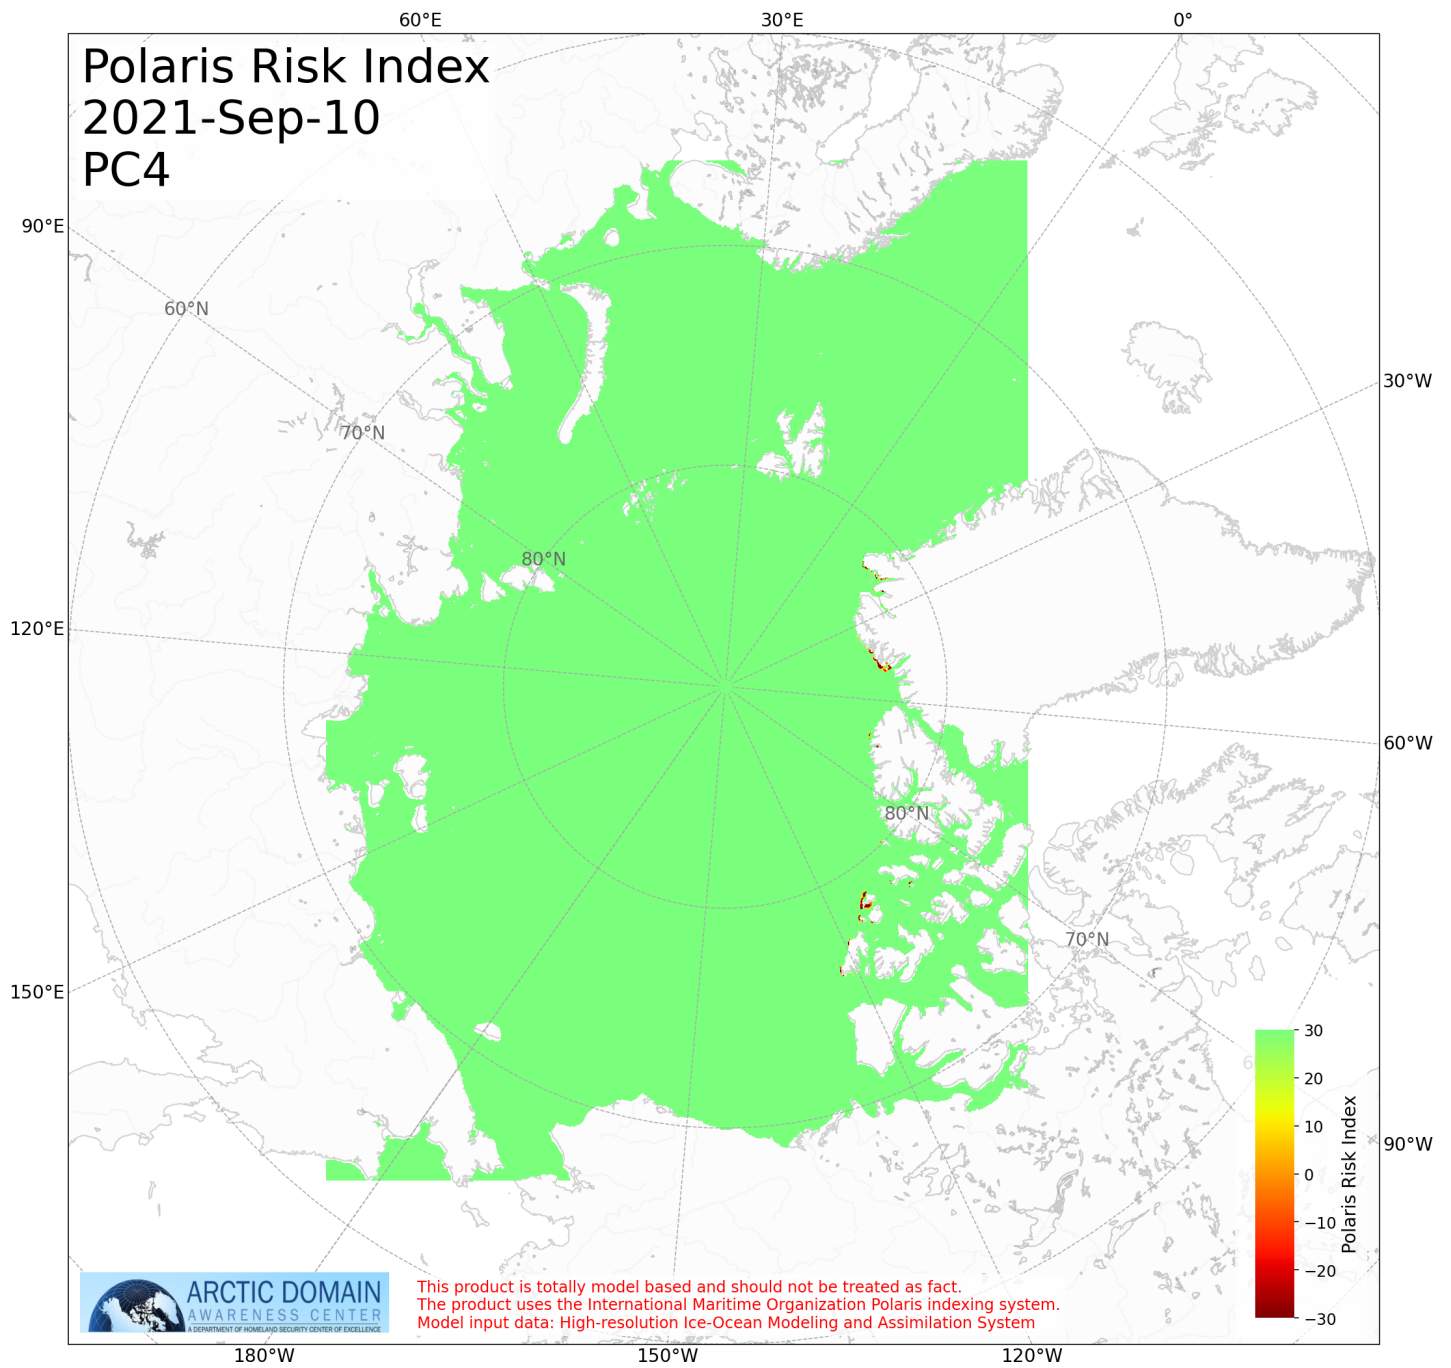 60°E 30°E 0°
Polaris Risk Index
2021-Sep-10
PC4
90°E
60°N
30°W
70°N
80°N
120°E
60°W
80°N
70°N
150°E
30
20
10
0
−10
−20
−30
Polaris Risk Index
90°W
ARCTIC DOMAIN
AWARENESS CENTER
A DEPARTMENT OF HOMELAND SECURITY CENTER OF EXCELLENCE
This product is totally model based and should not be treated as fact.
The product uses the International Maritime Organization Polaris indexing system.
Model input data: High-resolution Ice-Ocean Modeling and Assimilation System
180°W 150°W 120°W